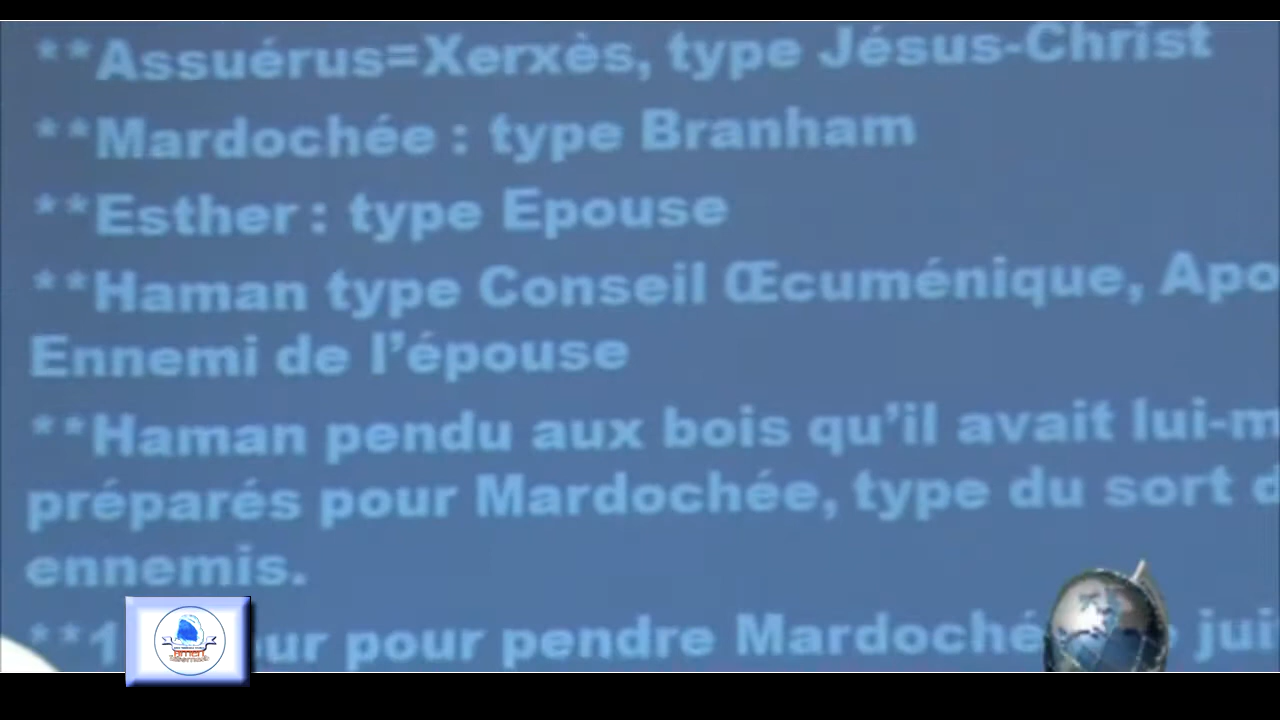 **Assuérus=Xerxès, type Jésus-Christ
**Mardochée : type Branham
**Esther : type Epouse
**Haman type Conseil Œcuménique, Apo
Ennemi de l’épouse
**Haman pendu aux bois qu’il avait lui-m
préparés pour Mardochée, type du sort d
ennemis.
pour pendre Mardoché